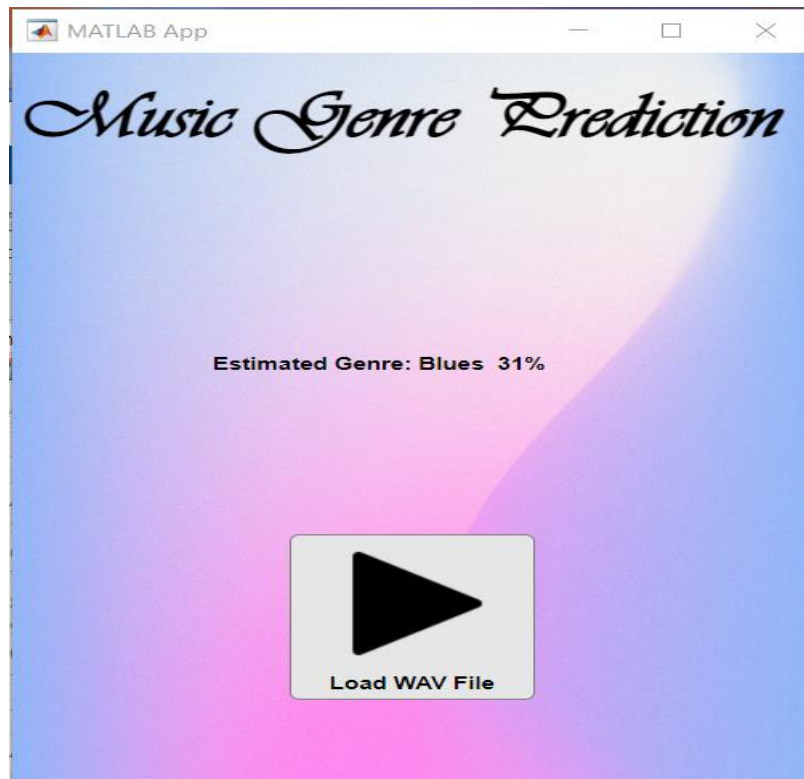 MATLAB App
Music Genre Prediction
Estimated Genre: Blues 31%
Load WAV File